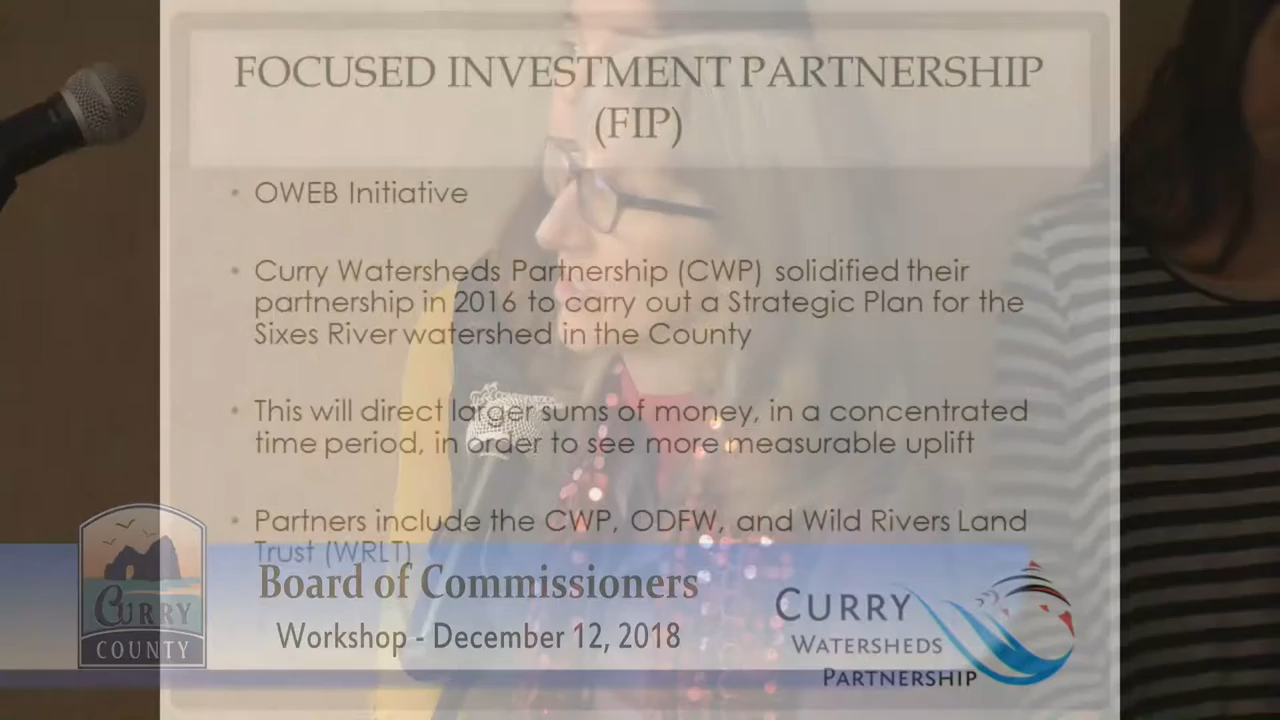 FOCUSED INVESTMENT PARTNERSHIP
(FIP)
• OWEB Initiative
• Curry Watersheds Partnership (CWP) solidified their
partnership in 2016 to carry out a Strategic Plan for the
Sixes River watershed in the County
• This will direct larger sums of money, in a concentrated
time period, in order to see more measurable uplift
• Partners include the CWP, ODFW, and Wild Rivers Land
Trust (WRLT)
Board of Commissioners
Workshop - December 12, 2018
CURRY
COUNTY
CURRY
WATERSHEDS
PARTNERSHIP